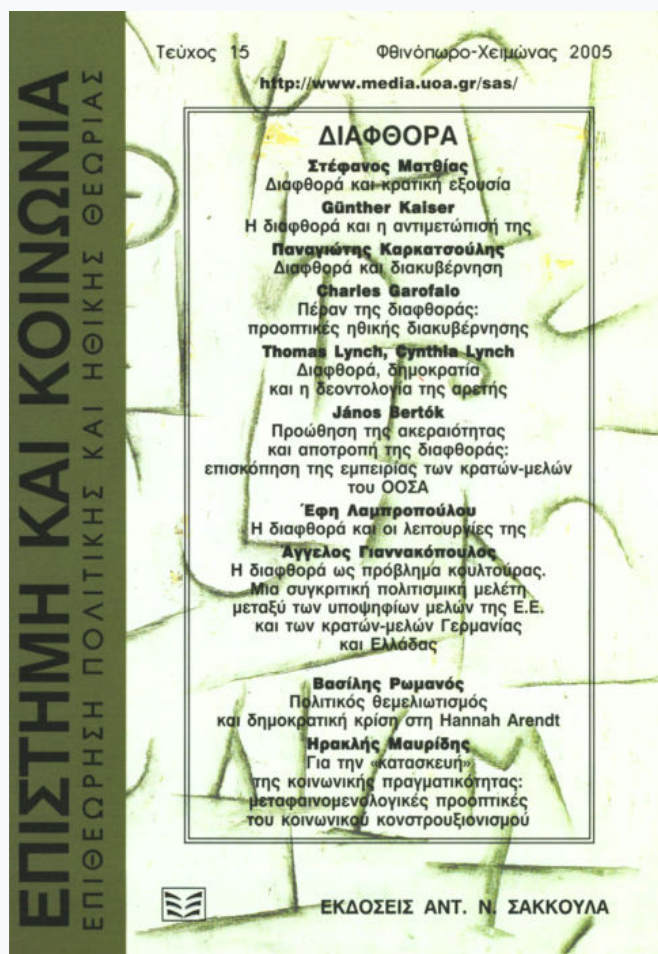 ΕΠΙΣΤΗΜΗ ΚΑΙ ΚΟΙΝΩΝΙΑ
ΕΠΙΘΕΩΡΗΣΗ ΠΟΛΙΤΙΚΗΣ ΚΑΙ ΗΘΙΚΗΣ ΘΕΩΡΙΑΣ
Τεύχος 15 Φθινόπωρο-Χειμώνας 2005
http://www.media.uoa.gr/sas/
ΔΙΑΦΘΟΡΑ
Στέφανος Ματθίας
Διαφθορά και κρατική εξουσία
Günther Kaiser
Η διαφθορά και η αντιμετώπισή της
Παναγιώτης Καρκατσούλης
Διαφθορά και διακυβέρνηση
Charles Garofalo
Πέραν της διαφθοράς:
προοπτικές ηθικής διακυβέρνησης
Thomas Lynch, Cynthia Lynch
Διαφθορά, δημοκρατία
και η δεοντολογία της αρετής
János Bertók
Προώθηση της ακεραιότητας
και αποτροπή της διαφθοράς:
επισκόπηση της εμπειρίας των κρατών-μελών
του ΟΟΣΑ
Έφη Λαμπροπούλου
Η διαφθορά και οι λειτουργίες της
Άγγελος Γιαννακόπουλος
Η διαφθορά ως πρόβλημα κουλτούρας.
Μια συγκριτική πολιτισμική μελέτη
μεταξύ των υποψηφίων μελών της Ε.Ε.
και των κρατών-μελών Γερμανίας
και Ελλάδας
Βασίλης Ρωμανός
Πολιτικός θεμελιωτισμός
και δημοκρατική κρίση στη Hannah Arendt
Ηρακλής Μαυρίδης
Για την «κατασκευή»
της κοινωνικής πραγματικότητας:
μεταφαινομενολογικές προοπτικές
του κοινωνικού κονστρουξιονισμού
ΕΚΔΟΣΕΙΣ ΑΝΤ. Ν. ΣΑΚΚΟΥΛΑ